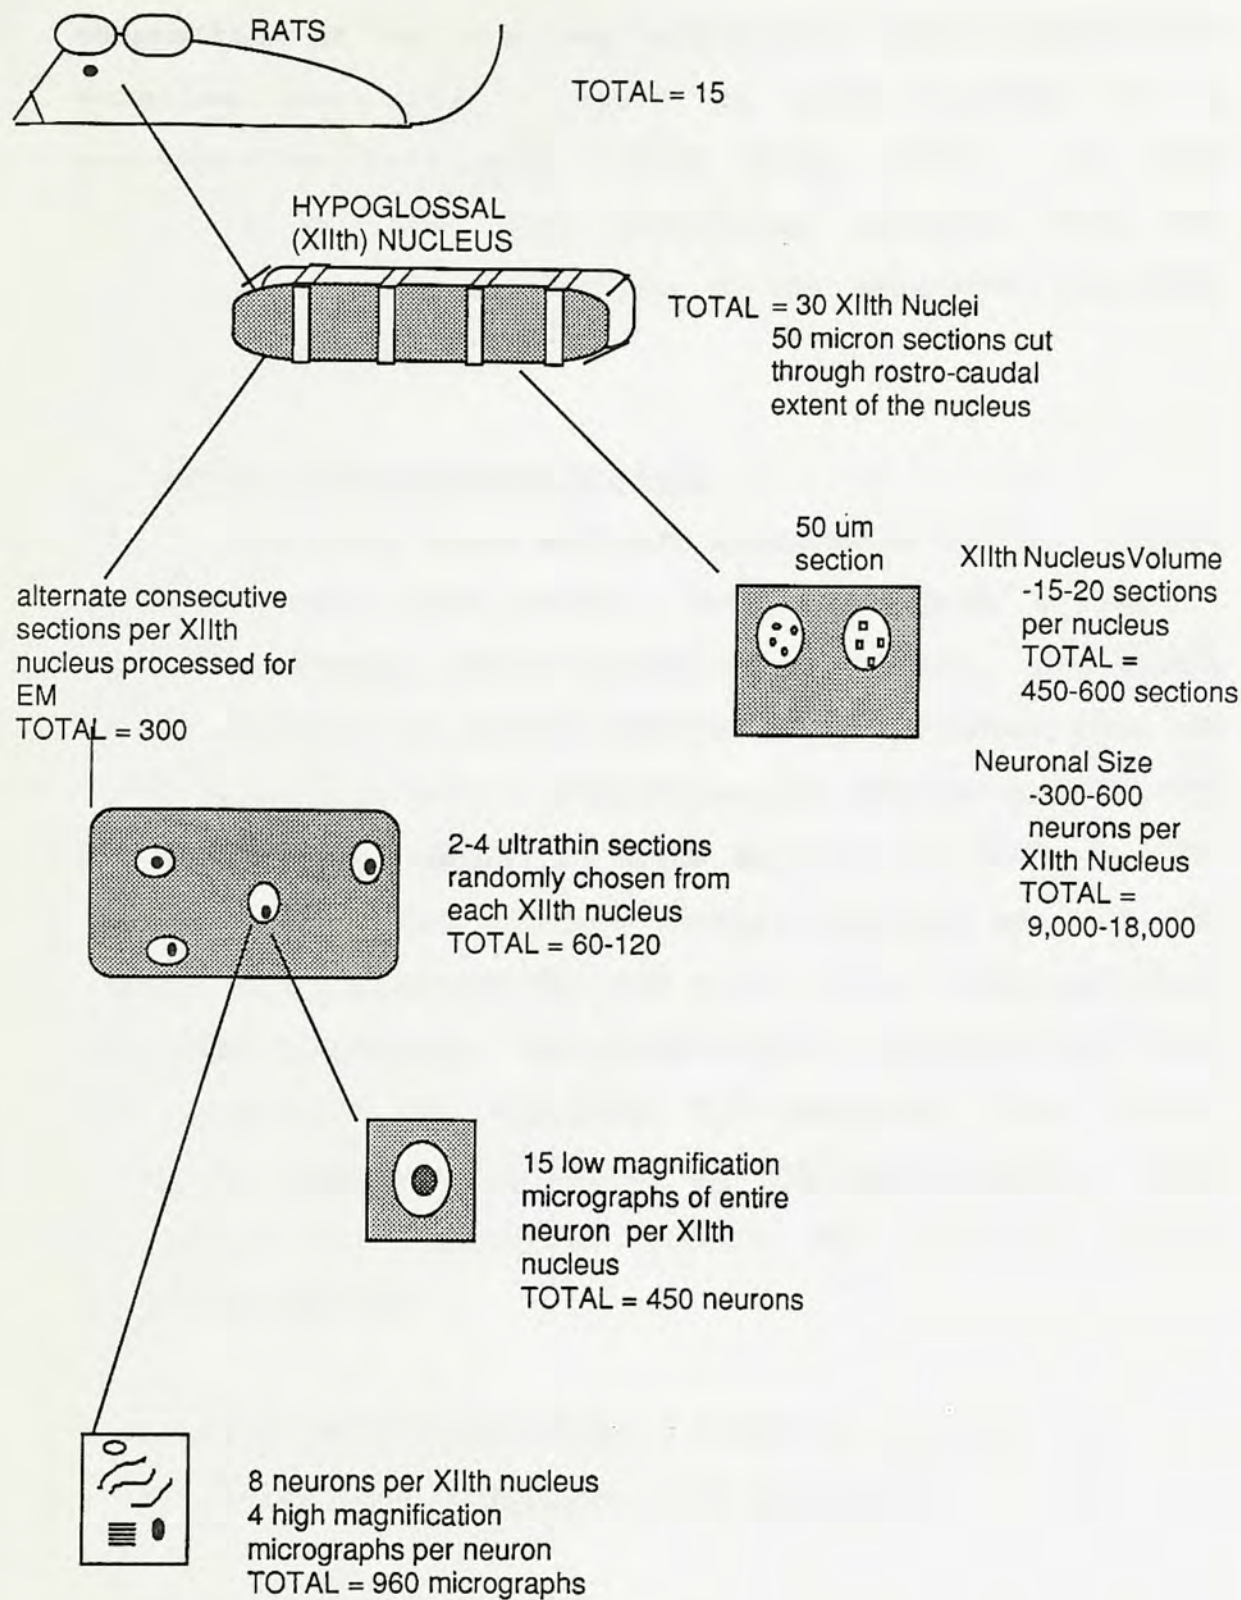 RATS
TOTAL = 15
HYPOGLOSSAL
(XIIth) NUCLEUS
TOTAL = 30 XIIth Nuclei
50 micron sections cut
through rostro-caudal
extent of the nucleus
50 um
section
XIIth Nucleus Volume
-15-20 sections
per nucleus
TOTAL =
450-600 sections
Neuronal Size
-300-600
neurons per
XIIth Nucleus
TOTAL =
9,000-18,000
alternate consecutive
sections per XIIth
nucleus processed for
EM
TOTAL = 300
2-4 ultrathin sections
randomly chosen from
each XIIth nucleus
TOTAL = 60-120
15 low magnification
micrographs of entire
neuron per XIIth
nucleus
TOTAL = 450 neurons
8 neurons per XIIth nucleus
4 high magnification
micrographs per neuron
TOTAL = 960 micrographs